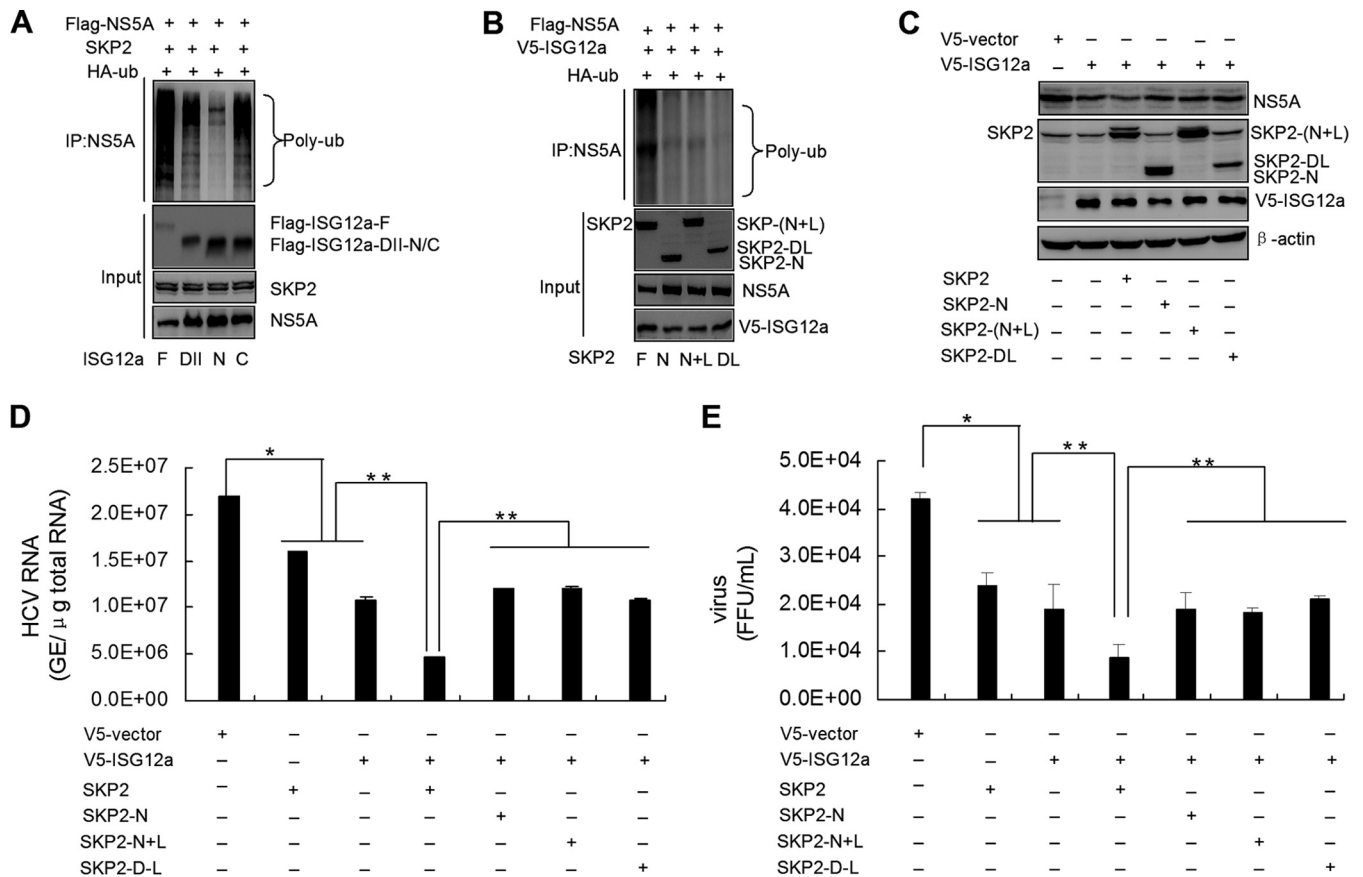 A
Flag-NS5A + + + +
SKP2 + + + +
HA-ub + + + +
IP:NS5A
Poly-ub
Flag-ISG12a-F
Flag-ISG12a-DII-N/C
Input
SKP2
NS5A
ISG12a F DII N C
B
Flag-NS5A + + + +
V5-ISG12a + + + +
HA-ub + + + +
IP:NS5A
Poly-ub
SKP2
SKP-(N+L)
SKP2-DL
SKP2-N
Input
NS5A
V5-ISG12a
SKP2 F N N+L DL
C
V5-vector + – – – – –
V5-ISG12a – + + + + +
NS5A
SKP2
SKP2-(N+L)
SKP2-DL
SKP2-N
V5-ISG12a
β-actin
SKP2 – – + – – –
SKP2-N – – – + – –
SKP2-(N+L) – – – – + –
SKP2-DL – – – – – +
D
HCV RNA
(GE/ μg total RNA)
2.5E+07
2.0E+07
1.5E+07
1.0E+07
5.0E+06
0.0E+00
*
**
**
V5-vector + – – – – – –
V5-ISG12a – – + + + + +
SKP2 – + – + – – –
SKP2-N – – – – + – –
SKP2-N+L – – – – – + –
SKP2-D-L – – – – – – +
E
virus
(FFU/mL)
5.0E+04
4.0E+04
3.0E+04
2.0E+04
1.0E+04
0.0E+00
*
**
**
V5-vector + – – – – – –
V5-ISG12a – – + + + + +
SKP2 – + – + – – –
SKP2-N – – – – + – –
SKP2-N+L – – – – – + –
SKP2-D-L – – – – – – +